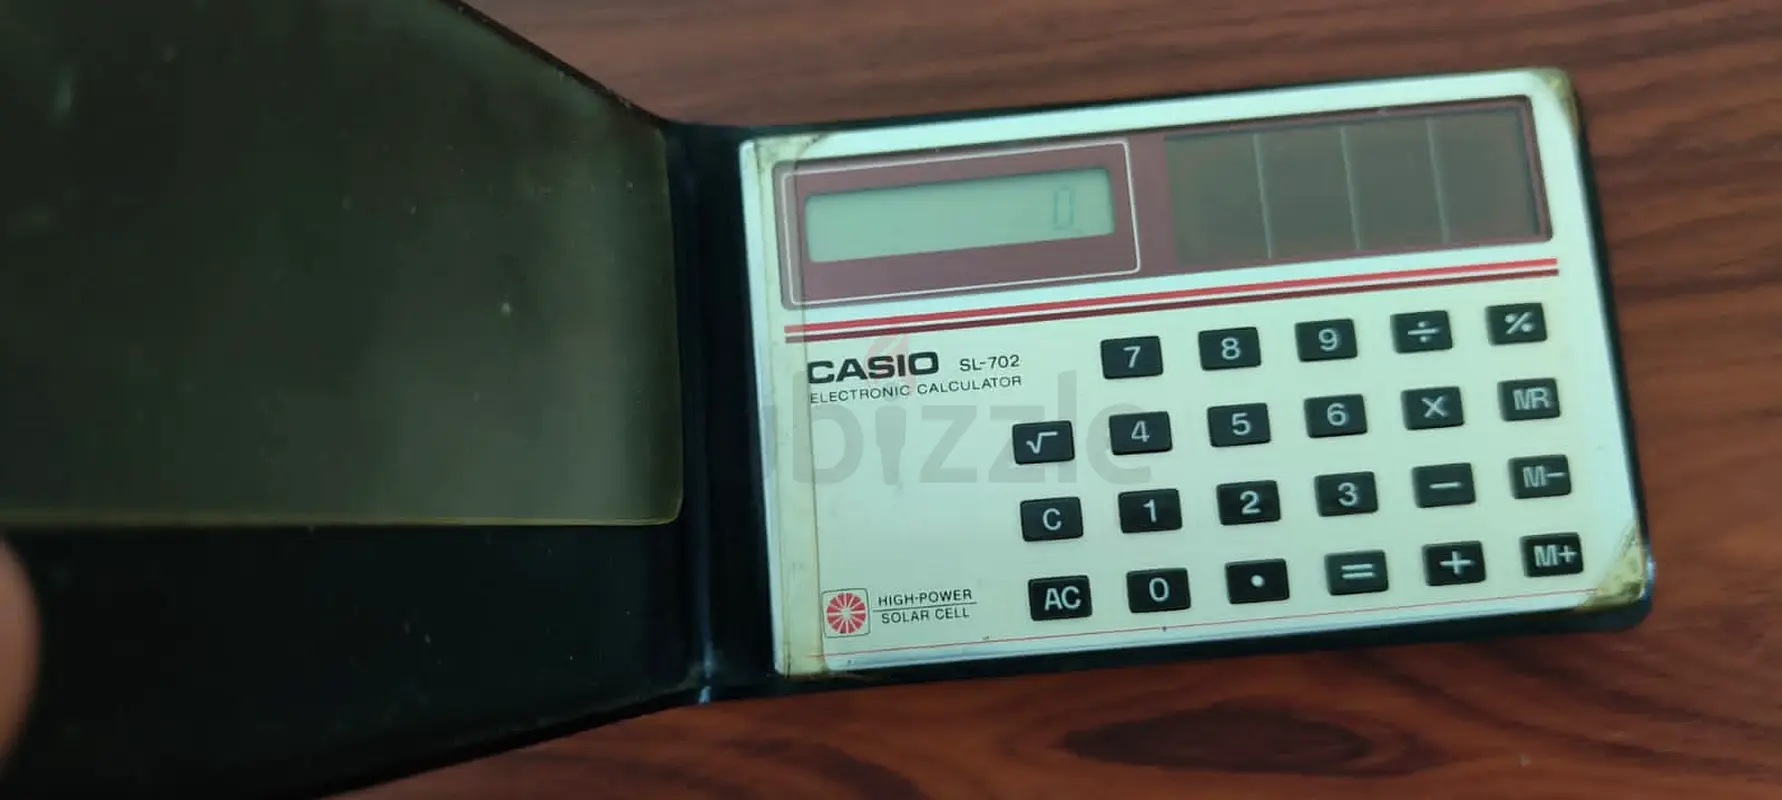 0
CASIO SL-702
ELECTRONIC CALCULATOR
7 8 9 ÷ %
√ 4 5 6 × MR
C 1 2 3 − M−
AC 0 • = + M+
HIGH-POWER
SOLAR CELL
bizzle